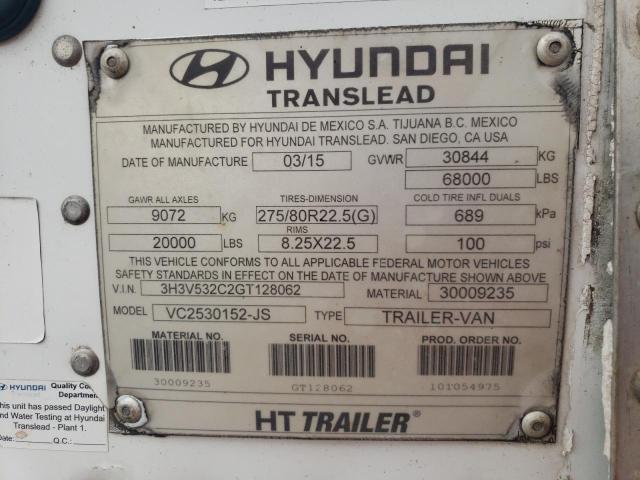 HYUNDAI
TRANSLEAD
MANUFACTURED BY HYUNDAI DE MEXICO S.A. TIJUANA B.C. MEXICO
MANUFACTURED FOR HYUNDAI TRANSLEAD. SAN DIEGO, CA USA
DATE OF MANUFACTURE 03/15 GVWR 30844 KG
68000 LBS
GAWR ALL AXLES TIRES-DIMENSION COLD TIRE INFL DUALS
9072 KG 275/80R22.5(G) 689 kPa
RIMS
20000 LBS 8.25X22.5 100 psi
THIS VEHICLE CONFORMS TO ALL APPLICABLE FEDERAL MOTOR VEHICLES
SAFETY STANDARDS IN EFFECT ON THE DATE OF MANUFACTURE SHOWN ABOVE
V.I.N. 3H3V532C2GT128062 MATERIAL 30009235
MODEL VC2530152-JS TYPE TRAILER-VAN
MATERIAL NO. SERIAL NO. PROD. ORDER NO.
30009235 GT128062 101054975
HT TRAILER®
HYUNDAI Quality
Translead Department
this unit has passed Daylight
and Water Testing at Hyundai
Translead - Plant 1.
Date: Q.C.: